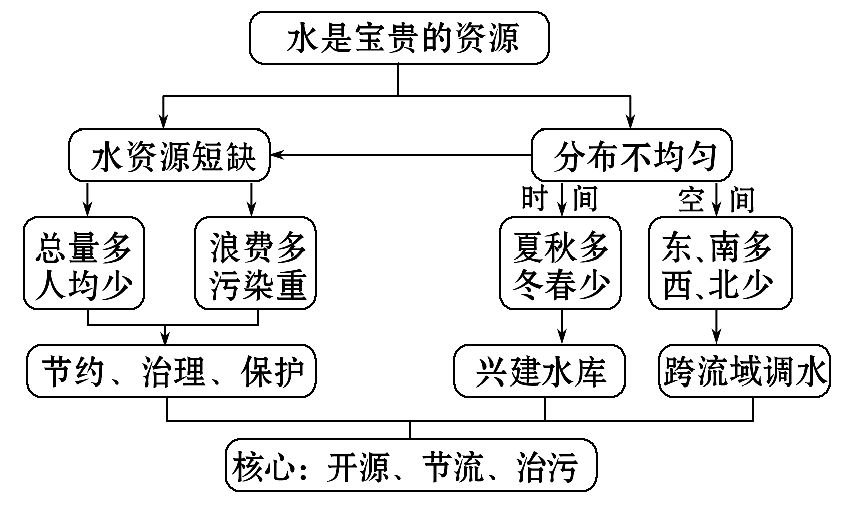 水是宝贵的资源
水资源短缺
分布不均匀
时间
空间
总量多
人均少
浪费多
污染重
夏秋多
冬春少
东、南多
西、北少
节约、治理、保护
兴建水库
跨流域调水
核心：开源、节流、治污